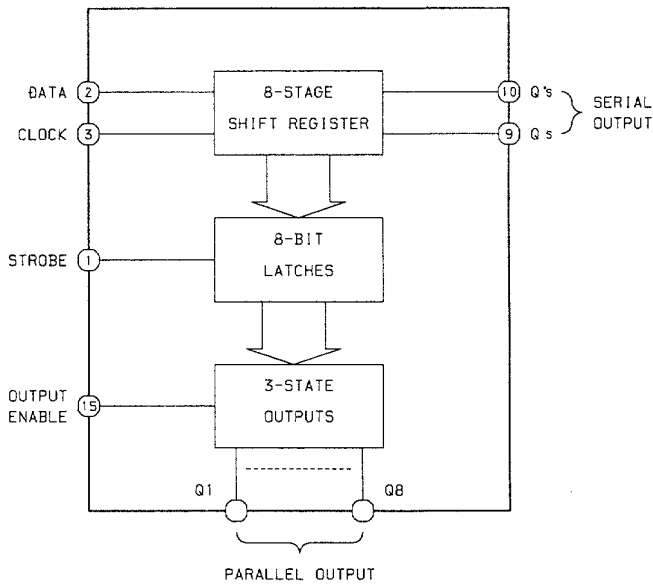 DATA 2 8-STAGE 10 Q's SERIAL
CLOCK 3 SHIFT REGISTER 9 Qs OUTPUT
8-BIT
STROBE 1 LATCHES
3-STATE
OUTPUT ENABLE 15 OUTPUTS
Q1 Q8
PARALLEL OUTPUT